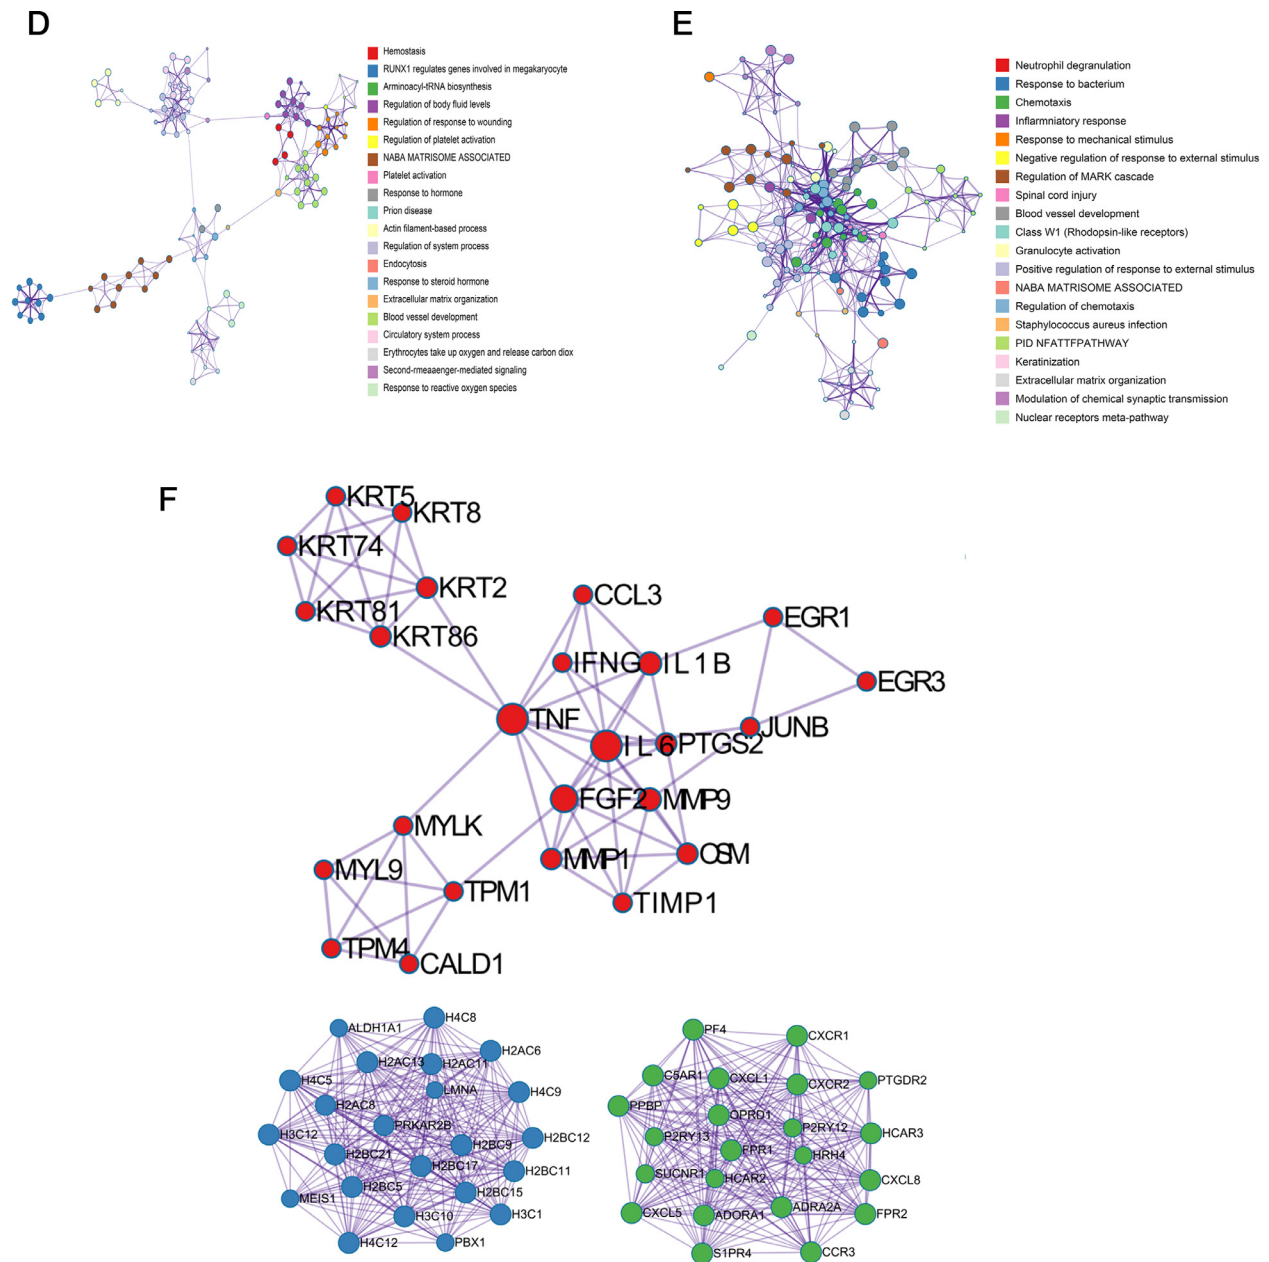 D
Hemostasis
RUNX1 regulates genes involved in megakaryocyte
Arminoacyl-tRNA biosynthesis
Regulation of body fluid levels
Regulation of response to wounding
Regulation of platelet activation
NABA MATRISOME ASSOCIATED
Platelet activation
Response to hormone
Prion disease
Actin filament-based process
Regulation of system process
Endocytosis
Response to steroid hormone
Extracellular matrix organization
Blood vessel development
Circulatory system process
Erythrocytes take up oxygen and release carbon diox
Second-rmeaaenger-mediated signaling
Response to reactive oxygen species
E
Neutrophil degranulation
Response to bacterium
Chemotaxis
Inflarmniatory response
Response to mechanical stimulus
Negative regulation of response to external stimulus
Regulation of MARK cascade
Spinal cord injury
Blood vessel development
Class W1 (Rhodopsin-like receptors)
Granulocyte activation
Positive regulation of response to external stimulus
NABA MATRISOME ASSOCIATED
Regulation of chemotaxis
Staphylococcus aureus infection
PID NFATTFPATHWAY
Keratinization
Extracellular matrix organization
Modulation of chemical synaptic transmission
Nuclear receptors meta-pathway
F
KRT5
KRT8
KRT74
KRT2
KRT81
KRT86
CCL3
EGR1
IFNG
IL1B
EGR3
TNF
JUNB
IL6
PTGS2
FGF2
MMP9
MYLK
MMP1
OSM
MYL9
TPM1
TIMP1
TPM4
CALD1
H4C8
ALDH1A1
H2AC6
H2AC13
H2AC11
H4C5
LMNA
H4C9
H2AC8
PRKAR2B
H3C12
H2BC12
H2BC9
H2BC21
H2BC17
H2BC11
H2BC5
H2BC15
MEIS1
H3C10
H3C1
H4C12
PBX1
PF4
CXCR1
C5AR1
CXCL1
CXCR2
PTGDR2
PPBP
OPRD1
P2RY12
P2RY13
HCAR3
FPR1
HRH4
SUCNR1
HCAR2
CXCL8
CXCL5
ADORA1
ADRA2A
FPR2
S1PR4
CCR3